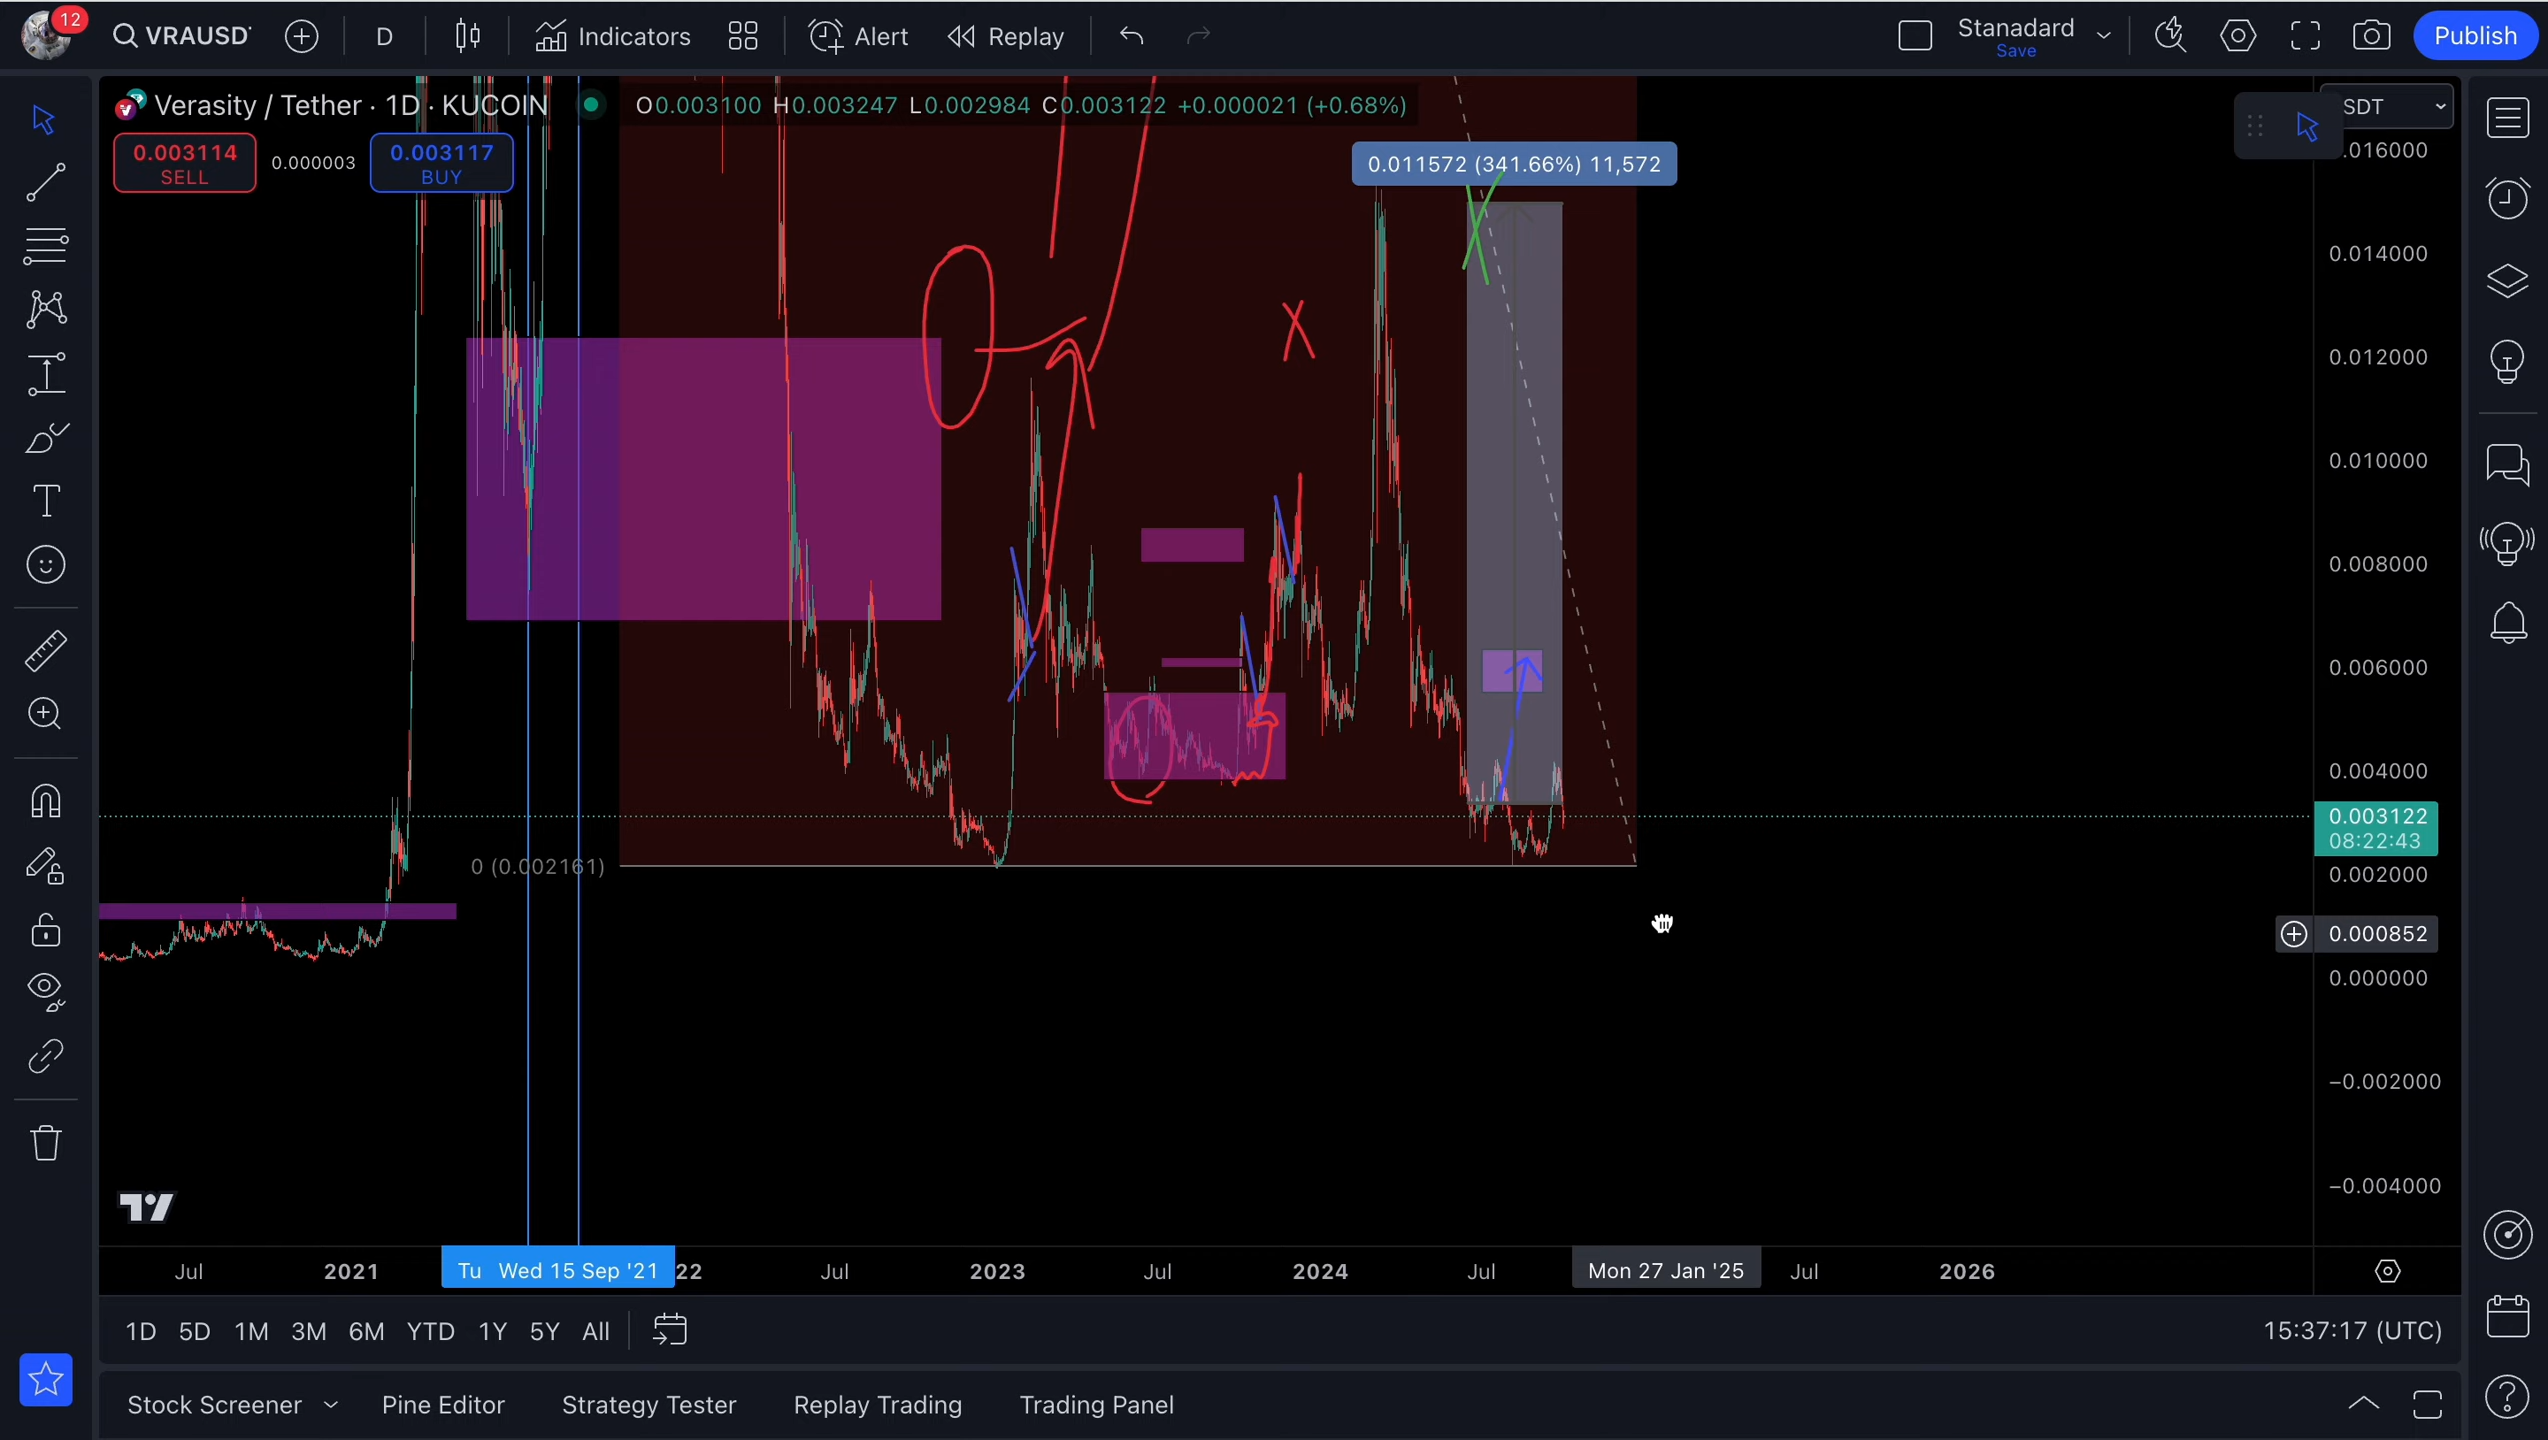 12
VRAUSD
D
Indicators
Alert
Replay
Stanadard
Save
Publish
Verasity / Tether · 1D · KUCOIN
O0.003100 H0.003247 L0.002984 C0.003122 +0.000021 (+0.68%)
SDT
0.003114
SELL
0.000003
0.003117
BUY
0.011572 (341.66%) 11,572
.016000
0.014000
0.012000
0.010000
0.008000
0.006000
0.004000
0.003122
08:22:43
0.002000
0 (0.002161)
0.000852
0.000000
−0.002000
−0.004000
Jul
2021
Tu
Wed 15 Sep '21
22
Jul
2023
Jul
2024
Jul
Mon 27 Jan '25
Jul
2026
1D
5D
1M
3M
6M
YTD
1Y
5Y
All
15:37:17 (UTC)
Stock Screener
Pine Editor
Strategy Tester
Replay Trading
Trading Panel